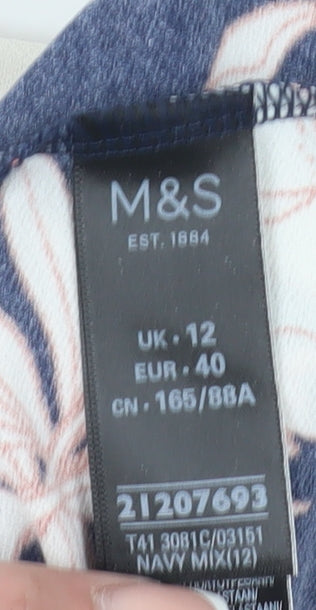 M&S
EST. 1884
UK · 12
EUR · 40
CN · 165/88A
21207693
T41 3081C/03151
NAVY MIX(12)